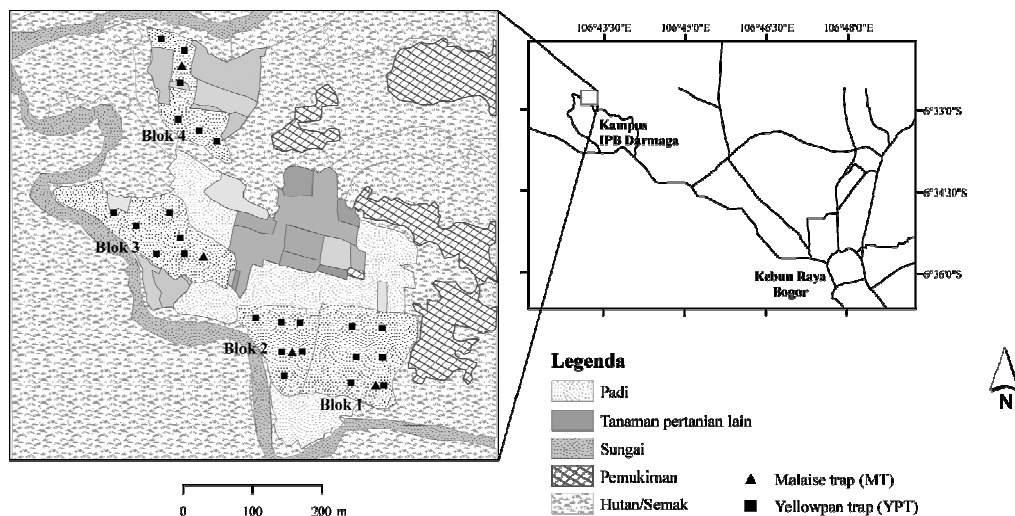 106°43'30"E 106°45'0"E 106°46'30"E 106°48'0"E
6°33'0"S
6°34'30"S
6°36'0"S
Kampus
IPB Darmaga
Kebun Raya
Bogor
Blok 4
Blok 3
Blok 2
Blok 1
Legenda
Padi
Tanaman pertanian lain
Sungai
Pemukiman
Hutan/Semak
Malaise trap (MT)
Yellowpan trap (YPT)
N
0 100 200 m